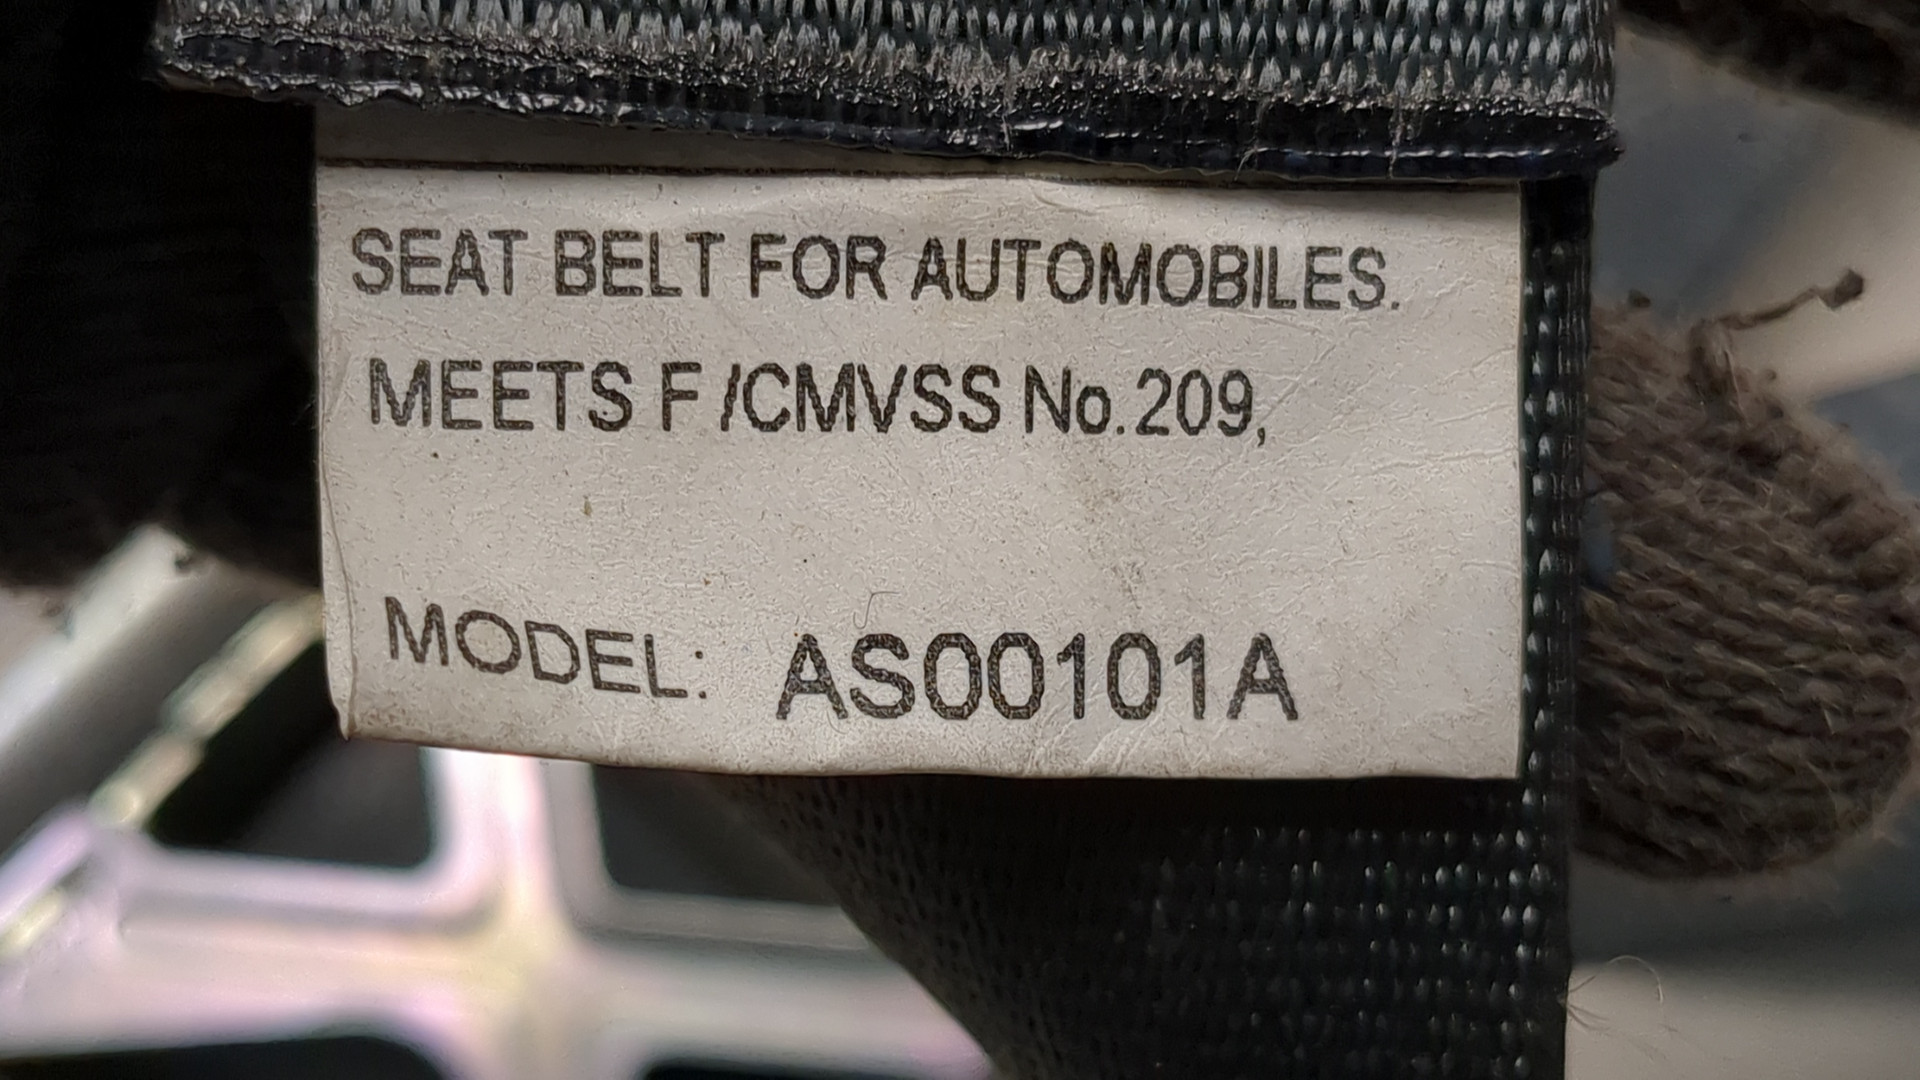 SEAT BELT FOR AUTOMOBILES.
MEETS F /CMVSS No.209,
MODEL: AS00101A